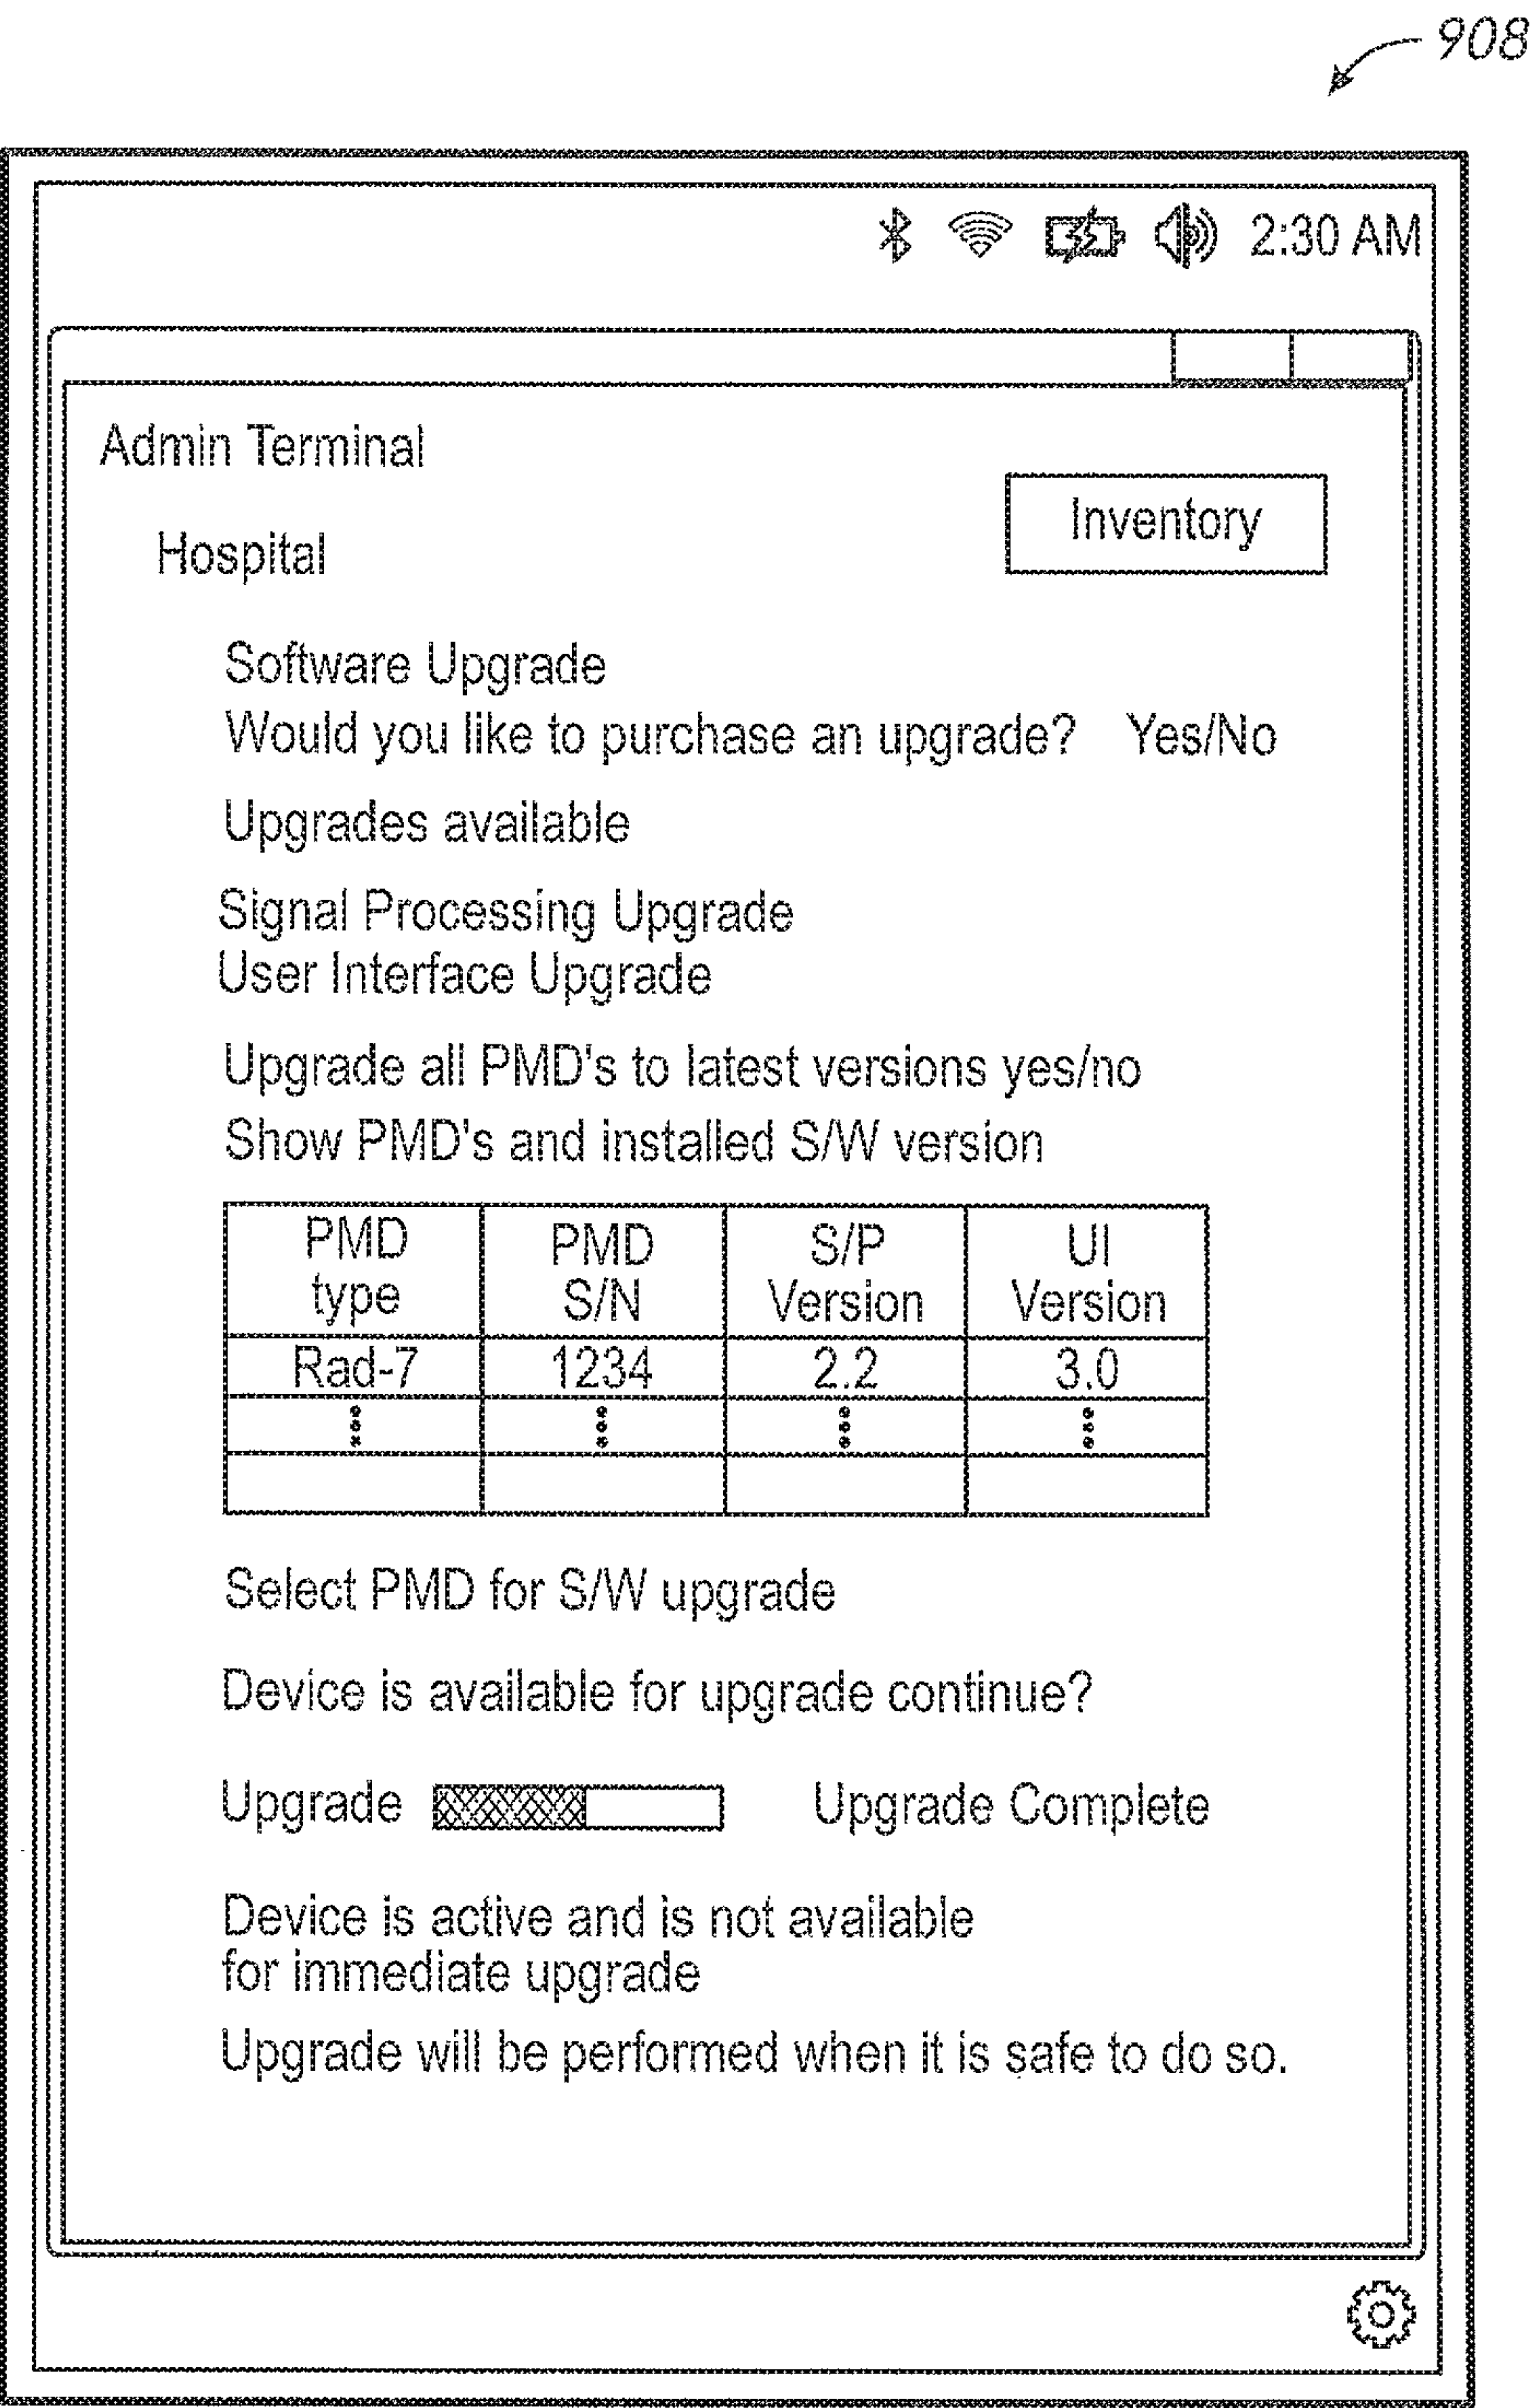 908
2:30 AM
Admin Terminal
Inventory
Hospital
Software Upgrade
Would you like to purchase an upgrade? Yes/No
Upgrades available
Signal Processing Upgrade
User Interface Upgrade
Upgrade all PMD's to latest versions yes/no
Show PMD's and installed S/W version
PMD type PMD S/N S/P Version UI Version
Rad-7 1234 2.2 3.0
Select PMD for S/W upgrade
Device is available for upgrade continue?
Upgrade Upgrade Complete
Device is active and is not available
for immediate upgrade
Upgrade will be performed when it is safe to do so.